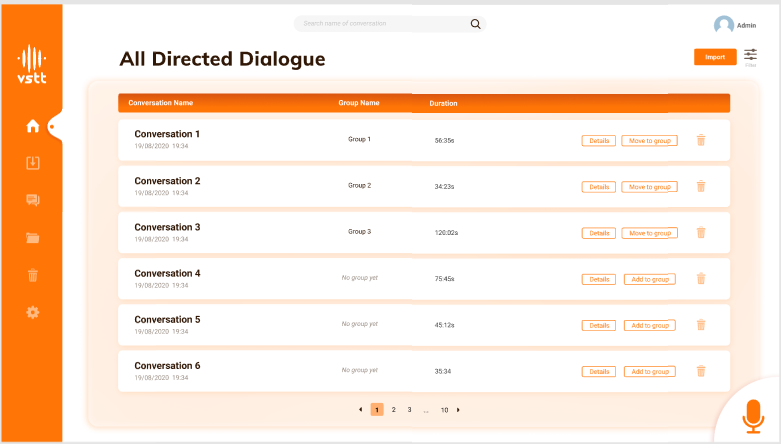 Search name of conversation
Admin
vstt
All Directed Dialogue
Import
Filter
Conversation Name Group Name Duration
Conversation 1
19/08/2020 19:34
Group 1
56:35s
Details Move to group
Conversation 2
19/08/2020 19:34
Group 2
34:23s
Details Move to group
Conversation 3
19/08/2020 19:34
Group 3
126:02s
Details Move to group
Conversation 4
19/08/2020 19:34
No group yet
75:45s
Details Add to group
Conversation 5
19/08/2020 19:34
No group yet
45:12s
Details Add to group
Conversation 6
19/08/2020 19:34
No group yet
35:34
Details Add to group
1 2 3 ... 10